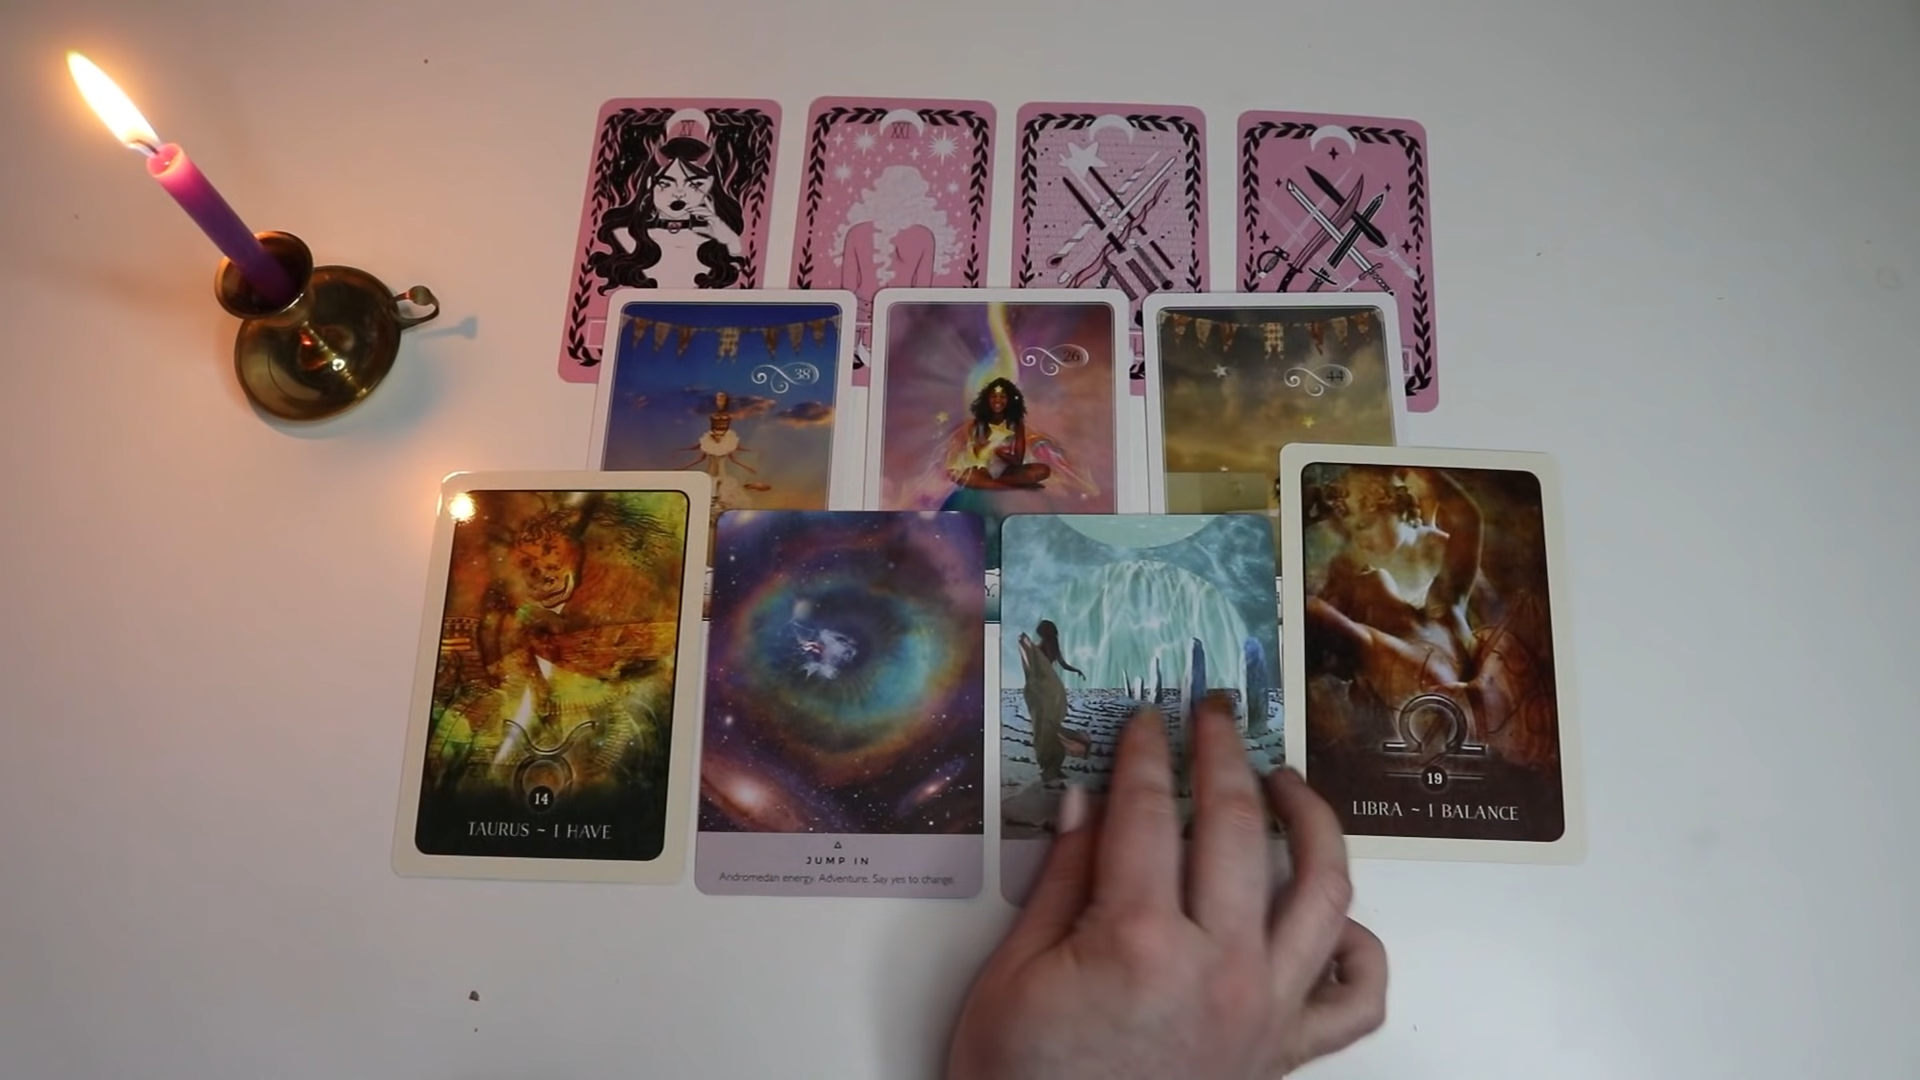 XV
XXI
38
26
44
14
TAURUS ~ I HAVE
JUMP IN
Andromedan energy. Adventure. Say yes to change.
19
LIBRA ~ I BALANCE